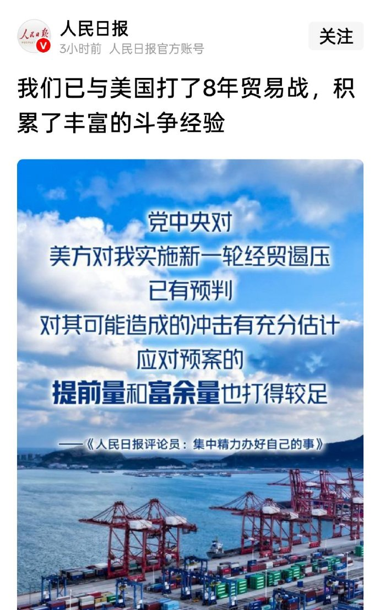 人民日报
人民日报
3小时前 人民日报官方账号
关注
我们已与美国打了8年贸易战，积
累了丰富的斗争经验
党中央对
美方对我实施新一轮经贸遏压
已有预判
对其可能造成的冲击有充分估计
应对预案的
提前量和富余量也打得较足
——《人民日报评论员：集中精力办好自己的事》